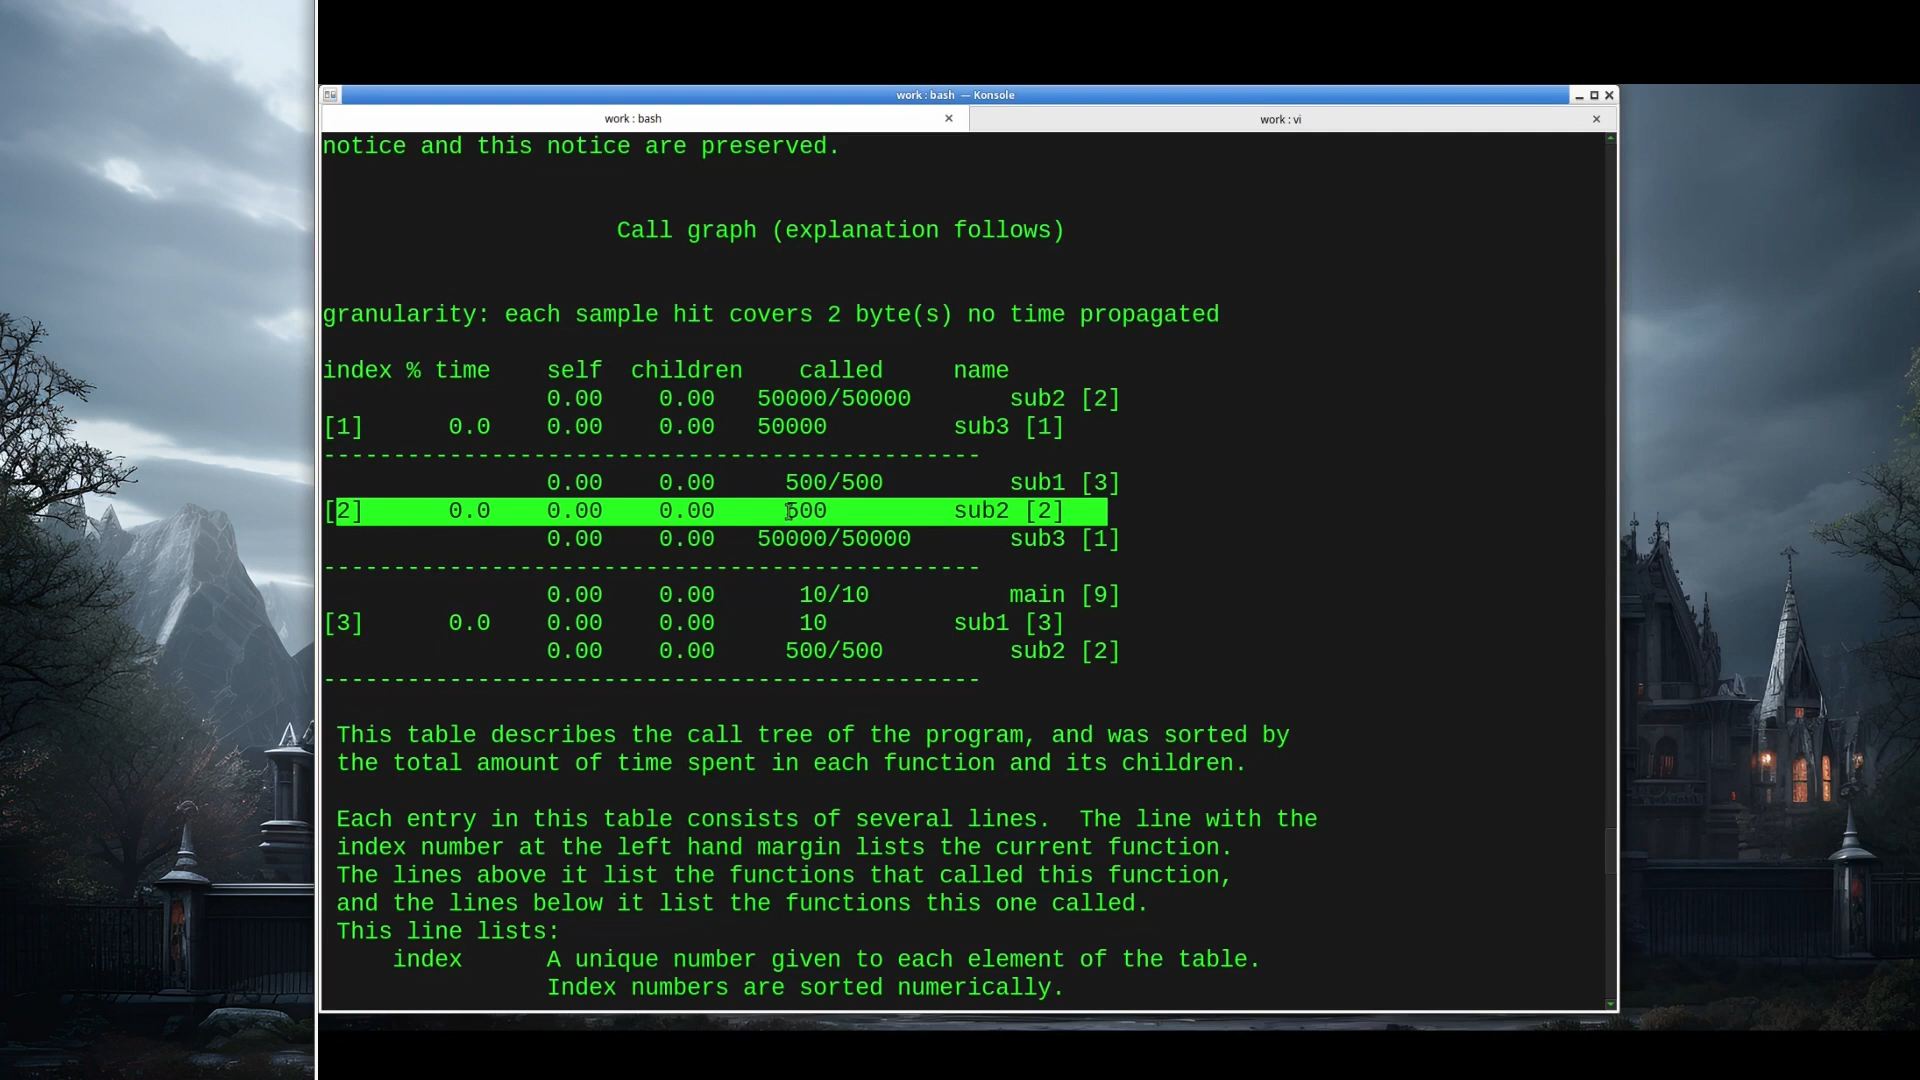 work : bash — Konsole
work : bash
work : vi
notice and this notice are preserved.
Call graph (explanation follows)
granularity: each sample hit covers 2 byte(s) no time propagated
index % time    self  children    called     name
                0.00    0.00   50000/50000       sub2 [2]
[1]      0.0    0.00    0.00   50000         sub3 [1]
-----------------------------------------------
                0.00    0.00     500/500         sub1 [3]
[2]      0.0    0.00    0.00     500         sub2 [2]
                0.00    0.00   50000/50000       sub3 [1]
-----------------------------------------------
                0.00    0.00      10/10          main [9]
[3]      0.0    0.00    0.00      10         sub1 [3]
                0.00    0.00     500/500         sub2 [2]
-----------------------------------------------
This table describes the call tree of the program, and was sorted by
the total amount of time spent in each function and its children.
Each entry in this table consists of several lines.  The line with the
index number at the left hand margin lists the current function.
The lines above it list the functions that called this function,
and the lines below it list the functions this one called.
This line lists:
index      A unique number given to each element of the table.
Index numbers are sorted numerically.